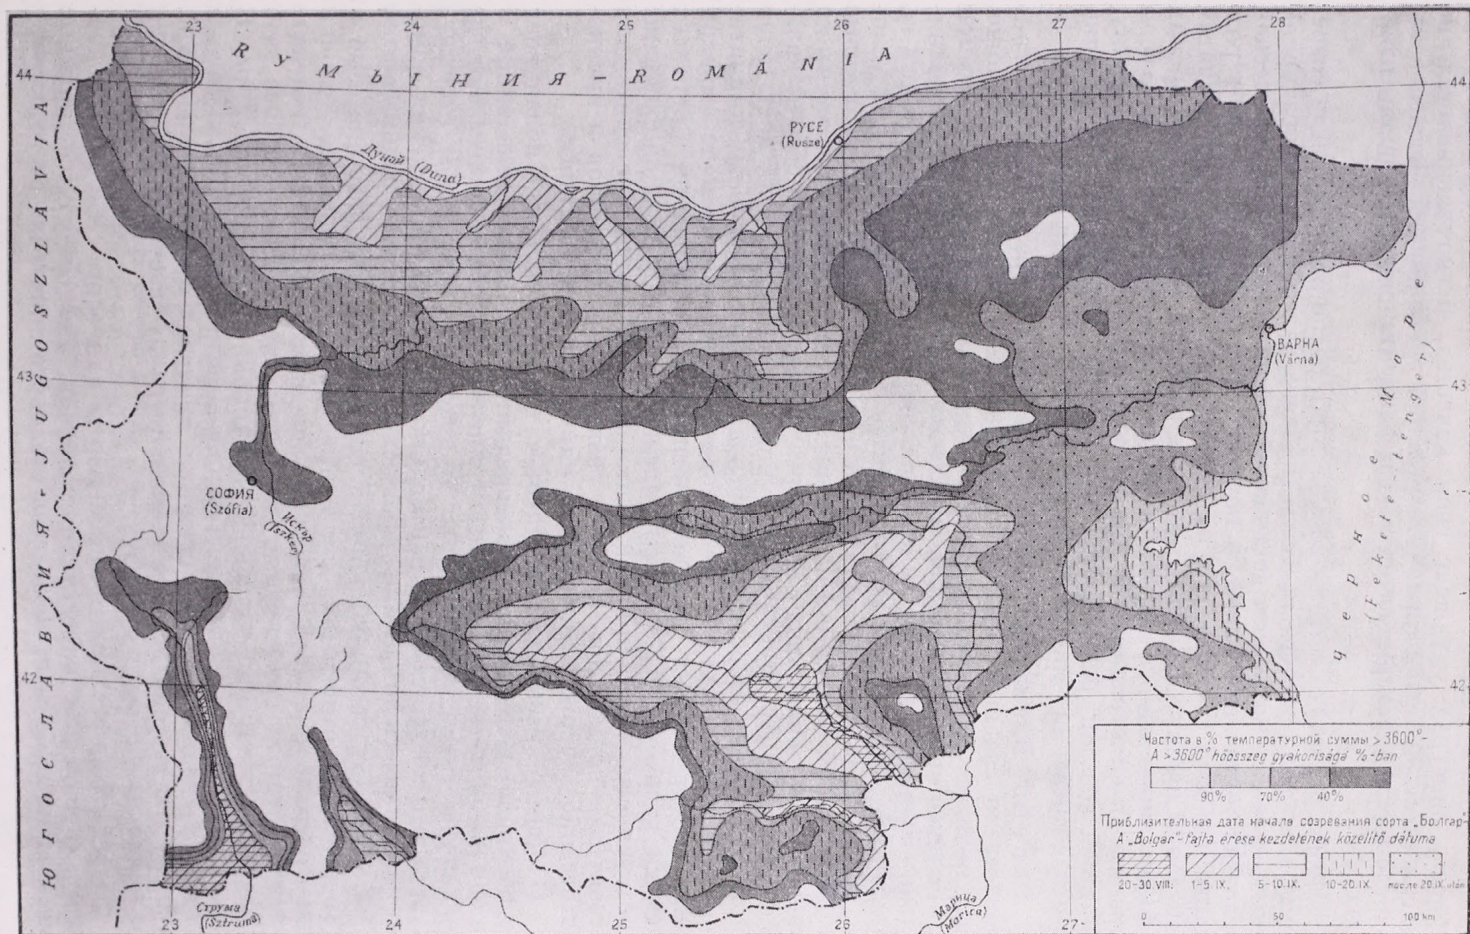 23
24
25
26
27
28
РУМЫНИЯ-ROMÁNIA
44
44
РУСЕ
(Rusze)
Дунай (Duna)
ЮГОСЛАВИЯ-JUGOSZLÁVIA
ВАРНА
(Várna)
43
43
СОФИЯ
(Szófia)
Искор
(Iszker)
Черное Море
(Fekete tenger)
42
42
Частота в % температурной суммы >3600°-
A >3600° hőösszeg gyakorisága %-ban
90% 70% 40%
Приблизительная дата начала созревания сорта „Болгар"-
A „Bolgár"-fajta érése kezdetének közelítő dátuma
20-30.VIII. 1-5.IX. 5-10.IX. 10-20.IX. после 20.IX. után
0 50 100 km
Струма
(Sztruma)
Марица
(Marica)
23
24
25
26
27